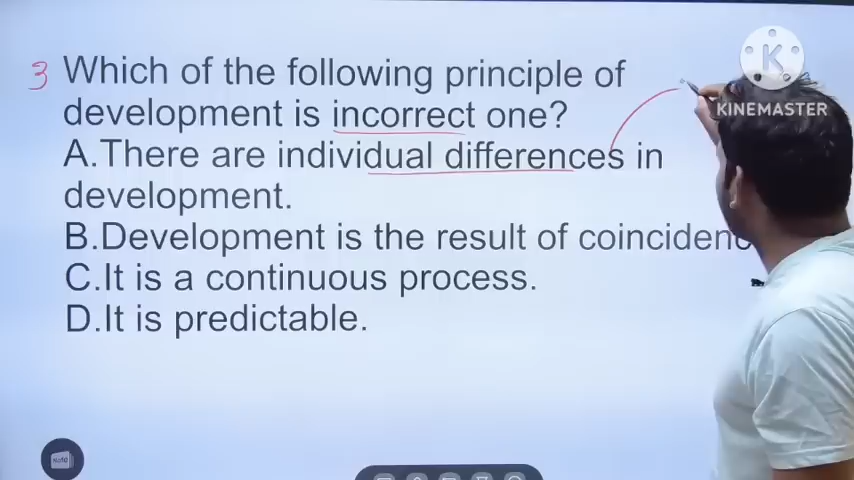 3 Which of the following principle of
development is incorrect one?
A.There are individual differences in
development.
B.Development is the result of
C.It is a continuous process.
D.It is predictable.
K
KINEMASTER